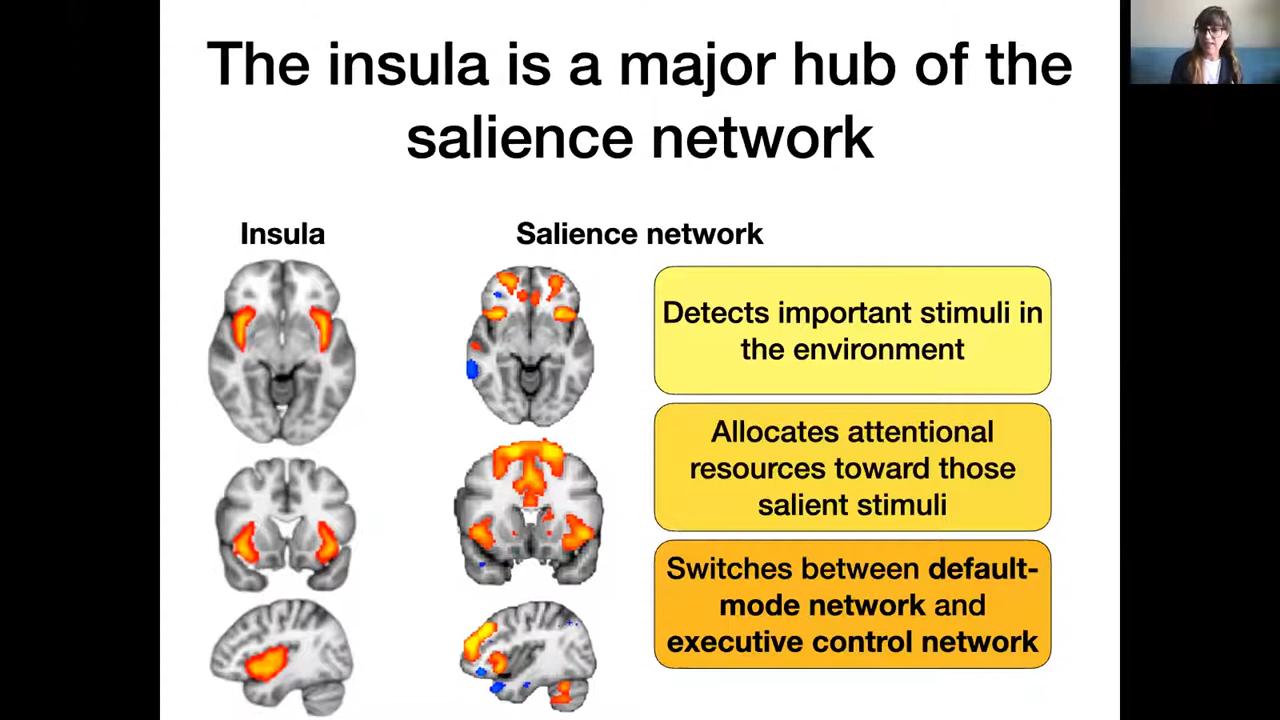 The insula is a major hub of the
salience network
Insula
Salience network
Detects important stimuli in
the environment
Allocates attentional
resources toward those
salient stimuli
Switches between default-
mode network and
executive control network